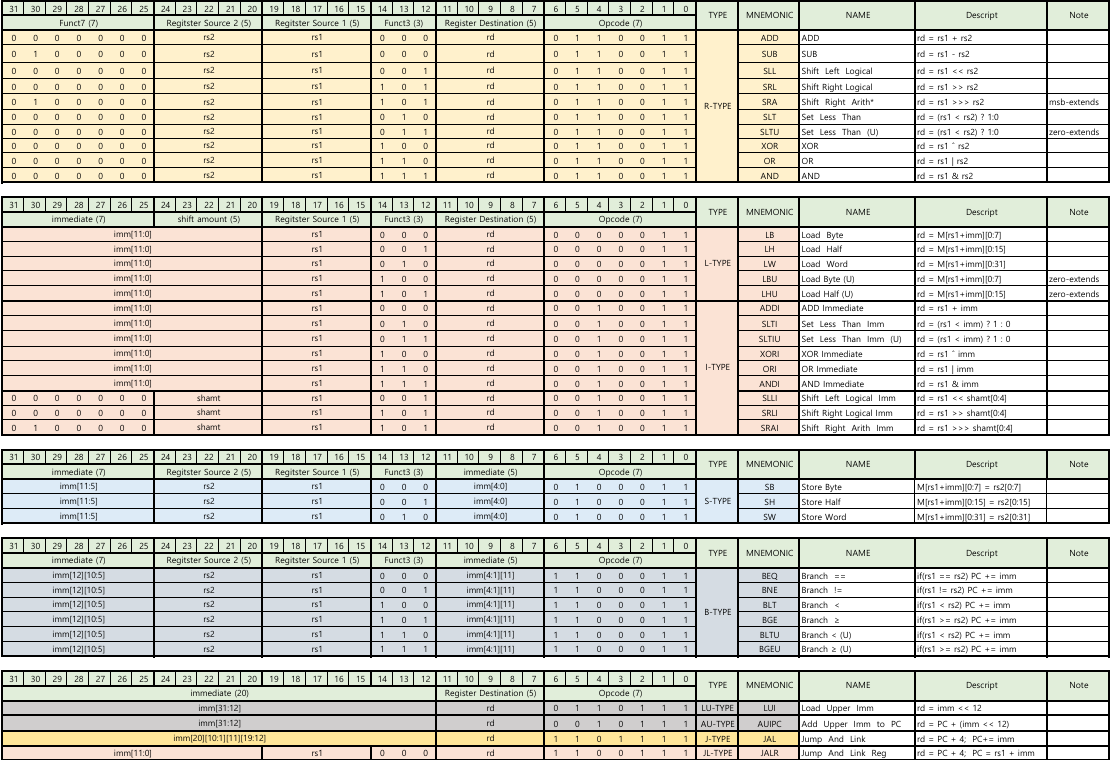 31 30 29 28 27 26 25 24 23 22 21 20 19 18 17 16 15 14 13 12 11 10 9 8 7 6 5 4 3 2 1 0 TYPE MNEMONIC NAME Descript Note
Funct7 (7) Regitster Source 2 (5) Regitster Source 1 (5) Funct3 (3) Register Destination (5) Opcode (7)
0 0 0 0 0 0 0 rs2 rs1 0 0 0 rd 0 1 1 0 0 1 1 R-TYPE ADD ADD rd = rs1 + rs2
0 1 0 0 0 0 0 rs2 rs1 0 0 0 rd 0 1 1 0 0 1 1 SUB SUB rd = rs1 - rs2
0 0 0 0 0 0 0 rs2 rs1 0 0 1 rd 0 1 1 0 0 1 1 SLL Shift Left Logical rd = rs1 << rs2
0 0 0 0 0 0 0 rs2 rs1 1 0 1 rd 0 1 1 0 0 1 1 SRL Shift Right Logical rd = rs1 >> rs2
0 1 0 0 0 0 0 rs2 rs1 1 0 1 rd 0 1 1 0 0 1 1 SRA Shift Right Arith* rd = rs1 >>> rs2 msb-extends
0 0 0 0 0 0 0 rs2 rs1 0 1 0 rd 0 1 1 0 0 1 1 SLT Set Less Than rd = (rs1 < rs2) ? 1:0
0 0 0 0 0 0 0 rs2 rs1 0 1 1 rd 0 1 1 0 0 1 1 SLTU Set Less Than (U) rd = (rs1 < rs2) ? 1:0 zero-extends
0 0 0 0 0 0 0 rs2 rs1 1 0 0 rd 0 1 1 0 0 1 1 XOR XOR rd = rs1 ^ rs2
0 0 0 0 0 0 0 rs2 rs1 1 1 0 rd 0 1 1 0 0 1 1 OR OR rd = rs1 | rs2
0 0 0 0 0 0 0 rs2 rs1 1 1 1 rd 0 1 1 0 0 1 1 AND AND rd = rs1 & rs2
31 30 29 28 27 26 25 24 23 22 21 20 19 18 17 16 15 14 13 12 11 10 9 8 7 6 5 4 3 2 1 0 TYPE MNEMONIC NAME Descript Note
immediate (7) shift amount (5) Regitster Source 1 (5) Funct3 (3) Register Destination (5) Opcode (7)
imm[11:0] rs1 0 0 0 rd 0 0 0 0 0 1 1 L-TYPE LB Load Byte rd = M[rs1+imm][0:7]
imm[11:0] rs1 0 0 1 rd 0 0 0 0 0 1 1 LH Load Half rd = M[rs1+imm][0:15]
imm[11:0] rs1 0 1 0 rd 0 0 0 0 0 1 1 LW Load Word rd = M[rs1+imm][0:31]
imm[11:0] rs1 1 0 0 rd 0 0 0 0 0 1 1 LBU Load Byte (U) rd = M[rs1+imm][0:7] zero-extends
imm[11:0] rs1 1 0 1 rd 0 0 0 0 0 1 1 LHU Load Half (U) rd = M[rs1+imm][0:15] zero-extends
imm[11:0] rs1 0 0 0 rd 0 0 1 0 0 1 1 I-TYPE ADDI ADD Immediate rd = rs1 + imm
imm[11:0] rs1 0 1 0 rd 0 0 1 0 0 1 1 SLTI Set Less Than Imm rd = (rs1 < imm) ? 1 : 0
imm[11:0] rs1 0 1 1 rd 0 0 1 0 0 1 1 SLTIU Set Less Than Imm (U) rd = (rs1 < imm) ? 1 : 0
imm[11:0] rs1 1 0 0 rd 0 0 1 0 0 1 1 XORI XOR Immediate rd = rs1 ^ imm
imm[11:0] rs1 1 1 0 rd 0 0 1 0 0 1 1 ORI OR Immediate rd = rs1 | imm
imm[11:0] rs1 1 1 1 rd 0 0 1 0 0 1 1 ANDI AND Immediate rd = rs1 & imm
0 0 0 0 0 0 0 shamt rs1 0 0 1 rd 0 0 1 0 0 1 1 SLLI Shift Left Logical Imm rd = rs1 << shamt[0:4]
0 0 0 0 0 0 0 shamt rs1 1 0 1 rd 0 0 1 0 0 1 1 SRLI Shift Right Logical Imm rd = rs1 >> shamt[0:4]
0 1 0 0 0 0 0 shamt rs1 1 0 1 rd 0 0 1 0 0 1 1 SRAI Shift Right Arith Imm rd = rs1 >>> shamt[0:4]
31 30 29 28 27 26 25 24 23 22 21 20 19 18 17 16 15 14 13 12 11 10 9 8 7 6 5 4 3 2 1 0 TYPE MNEMONIC NAME Descript Note
immediate (7) Regitster Source 2 (5) Regitster Source 1 (5) Funct3 (3) immediate (5) Opcode (7)
imm[11:5] rs2 rs1 0 0 0 imm[4:0] 0 1 0 0 0 1 1 S-TYPE SB Store Byte M[rs1+imm][0:7] = rs2[0:7]
imm[11:5] rs2 rs1 0 0 1 imm[4:0] 0 1 0 0 0 1 1 SH Store Half M[rs1+imm][0:15] = rs2[0:15]
imm[11:5] rs2 rs1 0 1 0 imm[4:0] 0 1 0 0 0 1 1 SW Store Word M[rs1+imm][0:31] = rs2[0:31]
31 30 29 28 27 26 25 24 23 22 21 20 19 18 17 16 15 14 13 12 11 10 9 8 7 6 5 4 3 2 1 0 TYPE MNEMONIC NAME Descript Note
immediate (7) Regitster Source 2 (5) Regitster Source 1 (5) Funct3 (3) immediate (5) Opcode (7)
imm[12][10:5] rs2 rs1 0 0 0 imm[4:1][11] 1 1 0 0 0 1 1 B-TYPE BEQ Branch == if(rs1 == rs2) PC += imm
imm[12][10:5] rs2 rs1 0 0 1 imm[4:1][11] 1 1 0 0 0 1 1 BNE Branch != if(rs1 != rs2) PC += imm
imm[12][10:5] rs2 rs1 1 0 0 imm[4:1][11] 1 1 0 0 0 1 1 BLT Branch < if(rs1 < rs2) PC += imm
imm[12][10:5] rs2 rs1 1 0 1 imm[4:1][11] 1 1 0 0 0 1 1 BGE Branch ≥ if(rs1 >= rs2) PC += imm
imm[12][10:5] rs2 rs1 1 1 0 imm[4:1][11] 1 1 0 0 0 1 1 BLTU Branch < (U) if(rs1 < rs2) PC += imm
imm[12][10:5] rs2 rs1 1 1 1 imm[4:1][11] 1 1 0 0 0 1 1 BGEU Branch ≥ (U) if(rs1 >= rs2) PC += imm
31 30 29 28 27 26 25 24 23 22 21 20 19 18 17 16 15 14 13 12 11 10 9 8 7 6 5 4 3 2 1 0 TYPE MNEMONIC NAME Descript Note
immediate (20) Register Destination (5) Opcode (7)
imm[31:12] rd 0 1 1 0 1 1 1 LU-TYPE LUI Load Upper Imm rd = imm << 12
imm[31:12] rd 0 0 1 0 1 1 1 AU-TYPE AUIPC Add Upper Imm to PC rd = PC + (imm << 12)
imm[20][10:1][11][19:12] rd 1 1 0 1 1 1 1 J-TYPE JAL Jump And Link rd = PC + 4; PC+= imm
imm[11:0] rs1 0 0 0 rd 1 1 0 0 1 1 1 JL-TYPE JALR Jump And Link Reg rd = PC + 4; PC = rs1 + imm